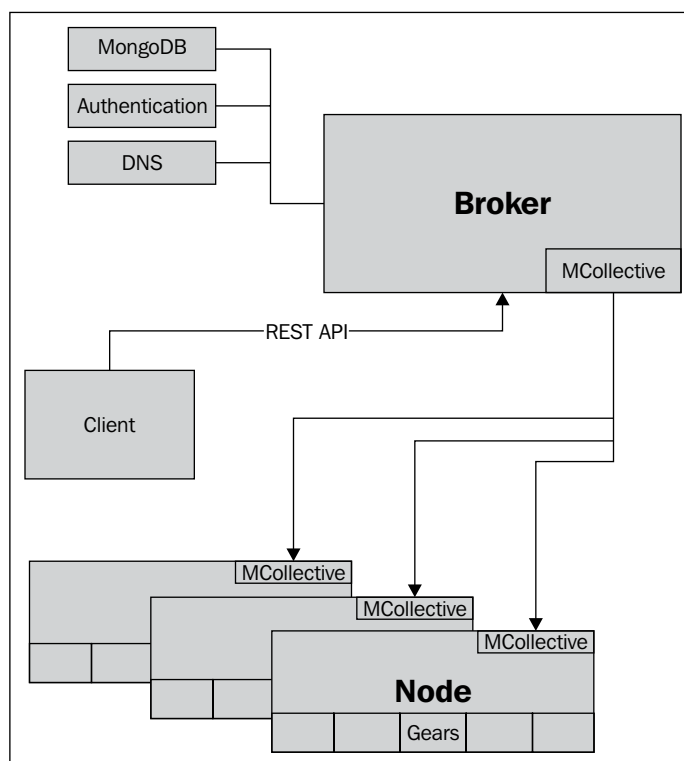 MongoDB
Authentication
DNS
Broker
MCollective
REST API
Client
MCollective
MCollective
MCollective
Node
Gears